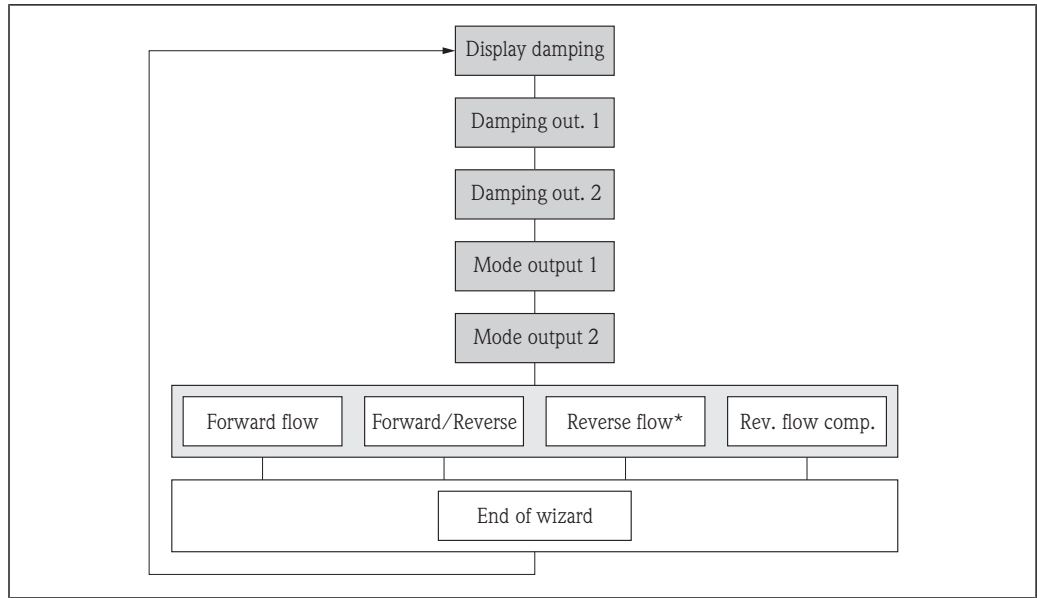 Display damping
Damping out. 1
Damping out. 2
Mode output 1
Mode output 2
Forward flow
Forward/Reverse
Reverse flow*
Rev. flow comp.
End of wizard